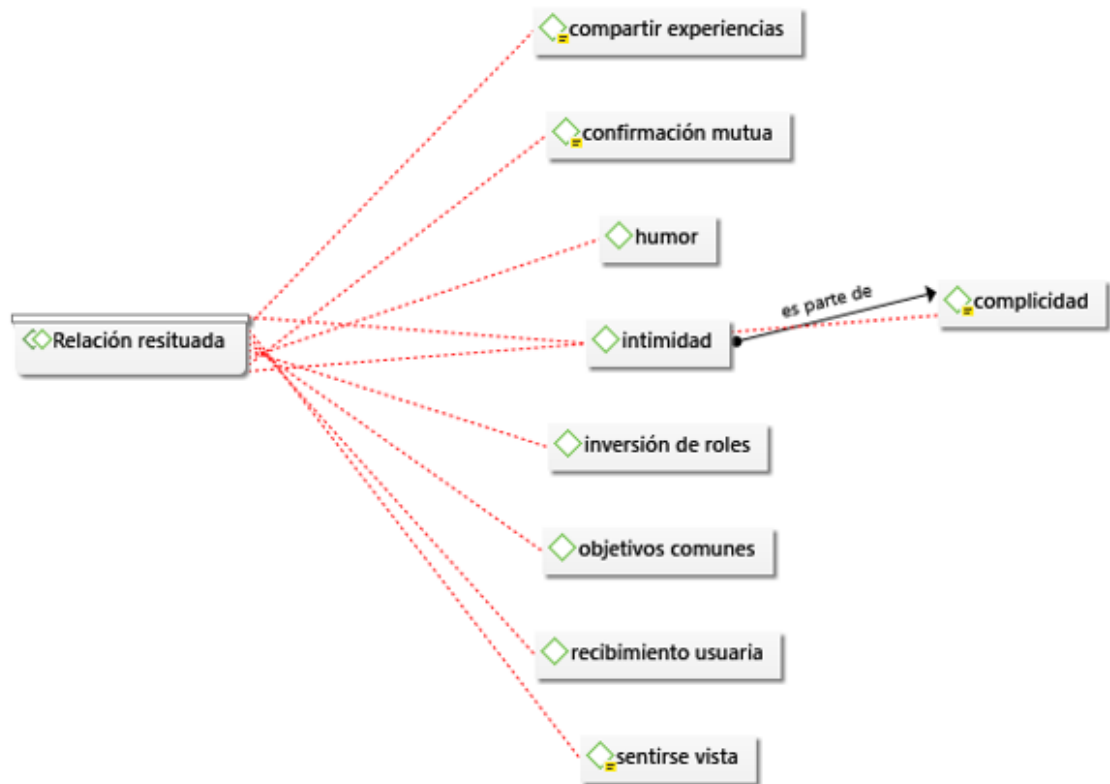 compartir experiencias
confirmación mutua
humor
es parte de
complicidad
Relación resituada
intimidad
inversión de roles
objetivos comunes
recibimiento usuaria
sentirse vista